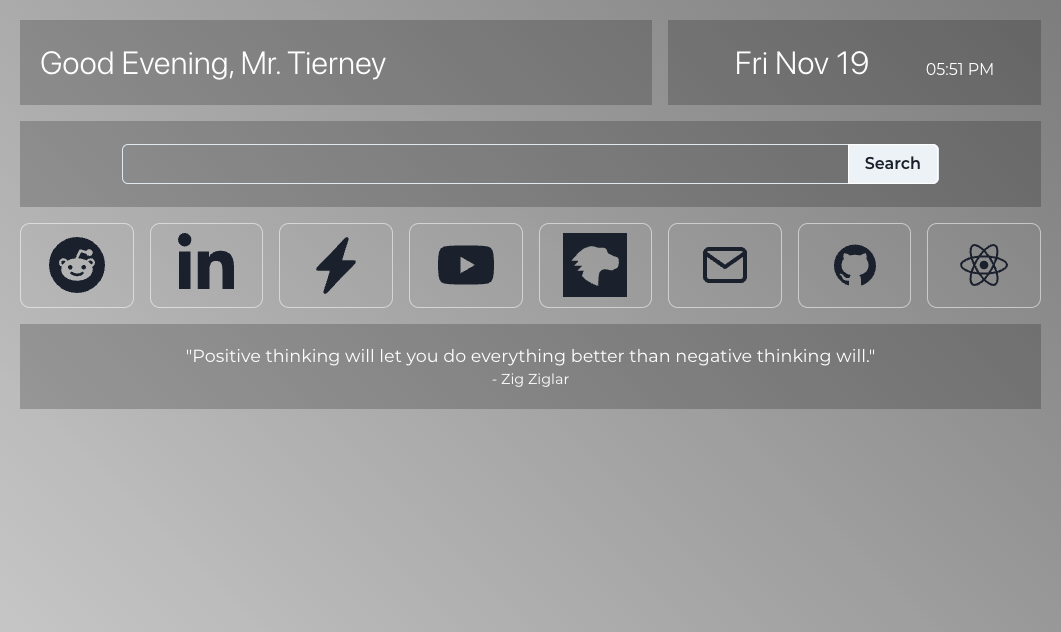 Good Evening, Mr. Tierney
Fri Nov 19
05:51 PM
Search
in
"Positive thinking will let you do everything better than negative thinking will."
- Zig Ziglar